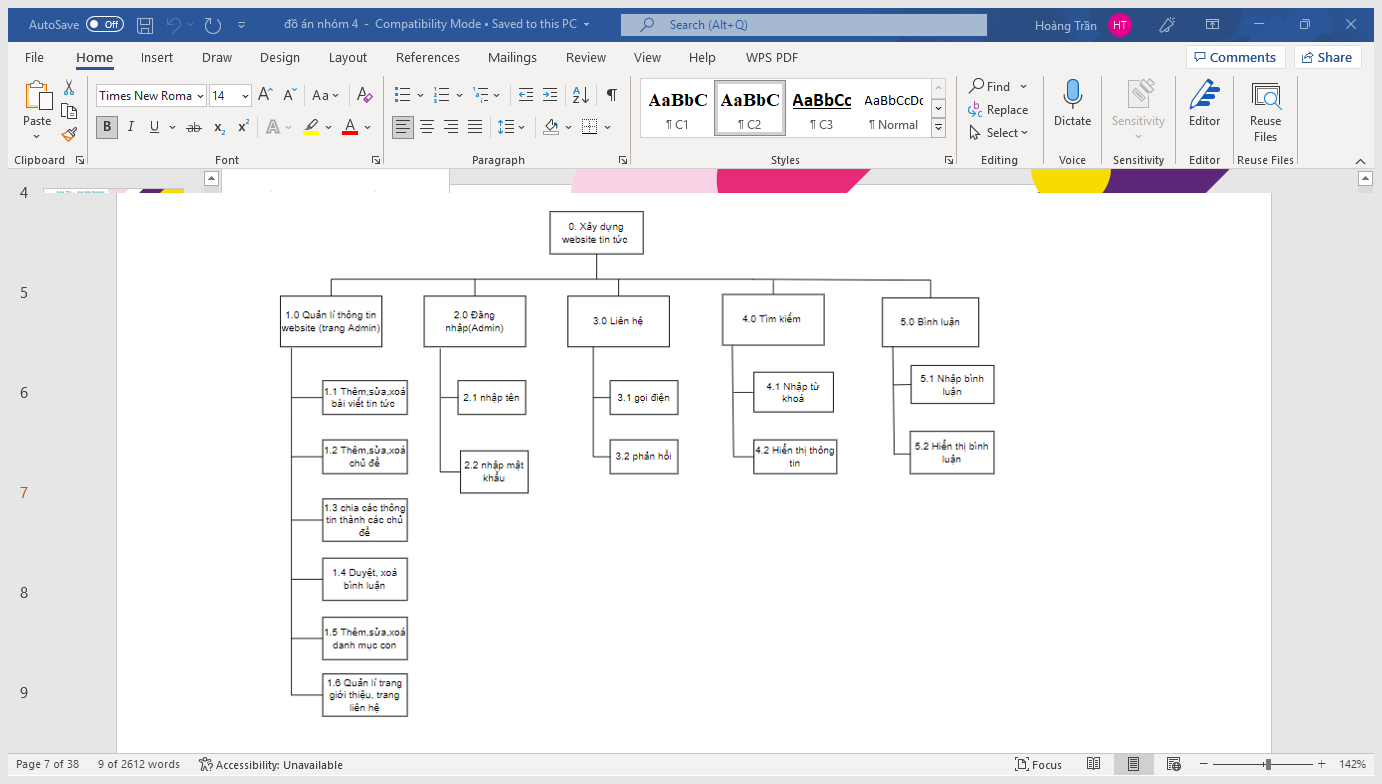 AutoSave Off
đồ án nhóm 4 - Compatibility Mode • Saved to this PC
Search (Alt+Q)
Hoàng Trần HT
File Home Insert Draw Design Layout References Mailings Review View Help WPS PDF
Comments Share
Paste
Clipboard
Times New Roma 14
Aa
B I U ab x2 x2 A A
Font
Paragraph
AaBbC AaBbC AaBbCc AaBbCcDc
¶ C1 ¶ C2 ¶ C3 ¶ Normal
Styles
Find
Replace
Select
Editing
Dictate
Voice
Sensitivity
Sensitivity
Editor
Editor
Reuse
Files
Reuse Files
4
5
6
7
8
9
0. Xây dựng
website tin tức
1.0 Quản lí thông tin
website (trang Admin)
2.0 Đăng
nhập(Admin)
3.0 Liên hệ
4.0 Tìm kiếm
5.0 Bình luận
1.1 Thêm,sửa,xoá
bài viết tin tức
1.2 Thêm,sửa,xoá
chủ đề
1.3 chia các thông
tin thành các chủ
đề
1.4 Duyệt, xoá
bình luận
1.5 Thêm,sửa,xoá
danh mục con
1.6 Quản lí trang
giới thiệu, trang
liên hệ
2.1 nhập tên
2.2 nhập mật
khẩu
3.1 gọi điện
3.2 phản hồi
4.1 Nhập từ
khoá
4.2 Hiển thị thông
tin
5.1 Nhập bình
luận
5.2 Hiển thị bình
luận
Page 7 of 38 9 of 2612 words Accessibility: Unavailable
Focus
142%